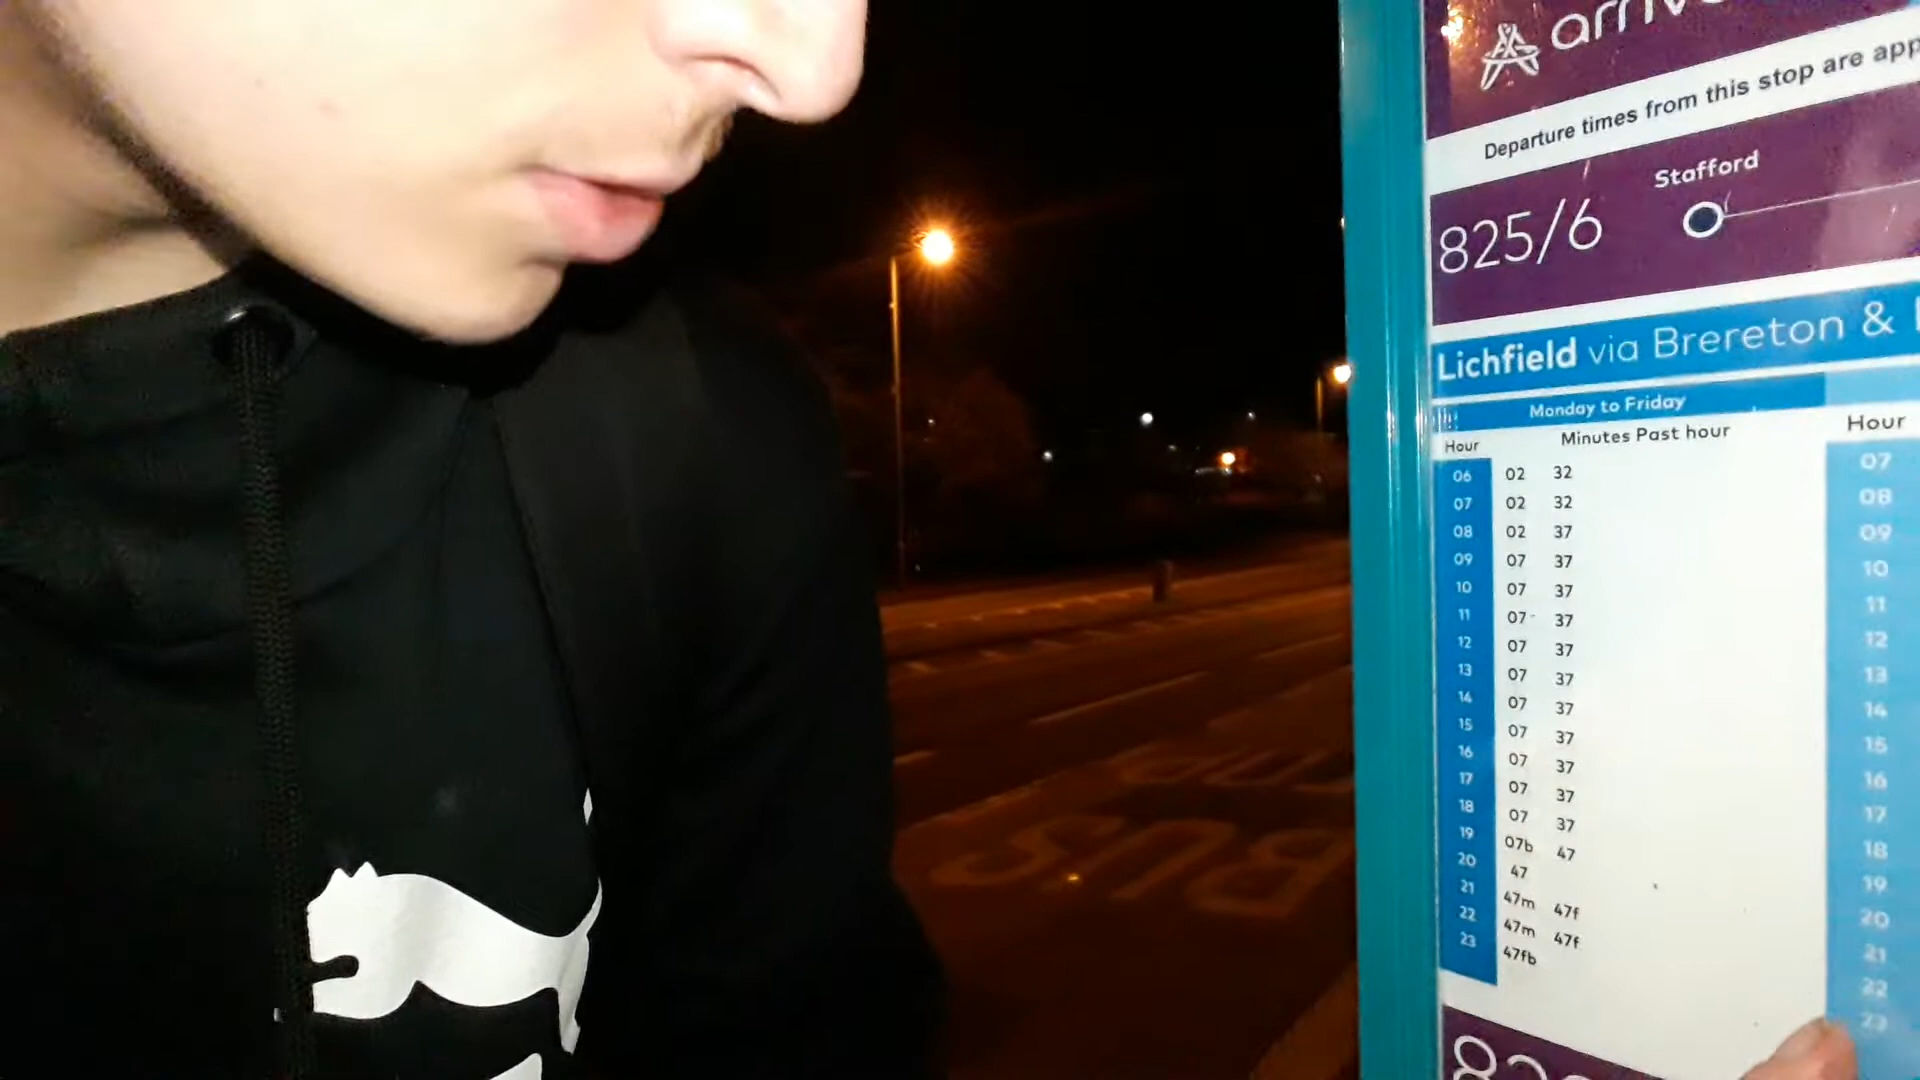 arriv
Departure times from this stop are app
Stafford
825/6
Lichfield via Brereton &
Monday to Friday
Hour Minutes Past hour
06 02 32
07 02 32
08 02 37
09 07 37
10 07 37
11 07 37
12 07 37
13 07 37
14 07 37
15 07 37
16 07 37
17 07 37
18 07 37
19 07b 47
20 47
21 47m 47f
22 47m 47f
23 47fb
Hour
07
08
09
10
11
12
13
14
15
16
17
18
19
20
21
22
23
BUS